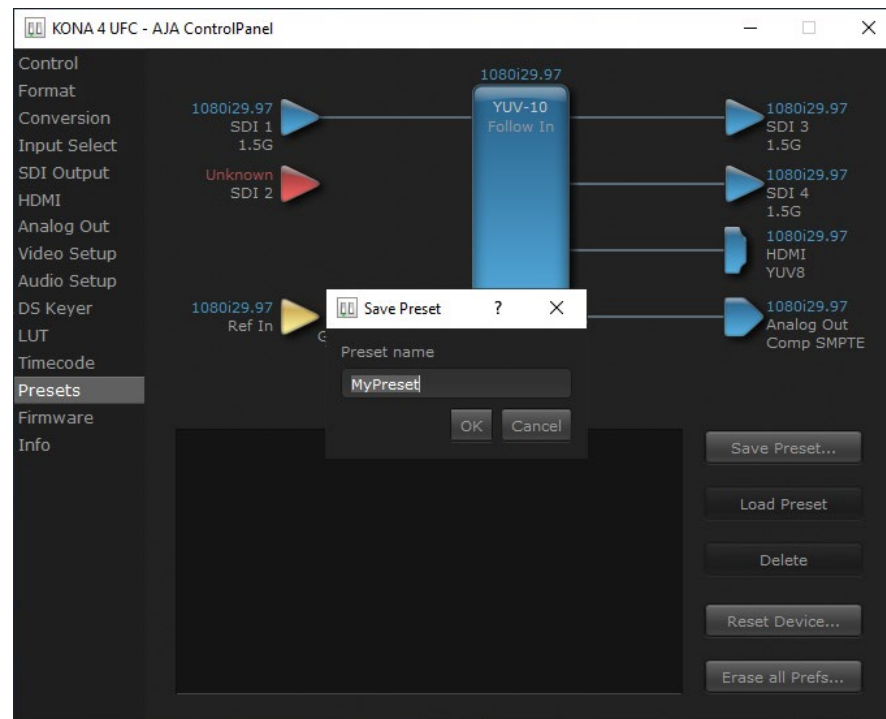 KONA 4 UFC - AJA ControlPanel
Control
Format
Conversion
Input Select
SDI Output
HDMI
Analog Out
Video Setup
Audio Setup
DS Keyer
LUT
Timecode
Presets
Firmware
Info
1080i29.97
SDI 1
1.5G
Unknown
SDI 2
1080i29.97
Ref In
1080i29.97
YUV-10
Follow In
1080i29.97
SDI 3
1.5G
1080i29.97
SDI 4
1.5G
1080i29.97
HDMI
YUV8
1080i29.97
Analog Out
Comp SMPTE
Save Preset
?
Preset name
MyPreset
OK
Cancel
Save Preset...
Load Preset
Delete
Reset Device...
Erase all Prefs...